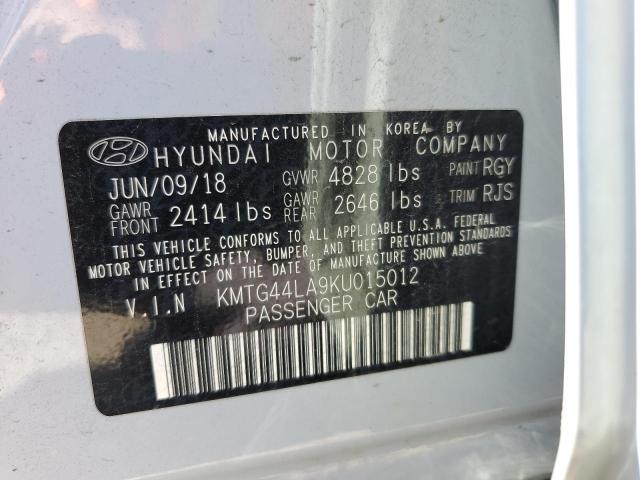 MANUFACTURED IN KOREA BY
HYUNDAI MOTOR COMPANY
JUN/09/18 GVWR 4828 lbs PAINT RGY
GAWR FRONT 2414 lbs GAWR REAR 2646 lbs TRIM RJS
THIS VEHICLE CONFORMS TO ALL APPLICABLE U.S.A. FEDERAL
MOTOR VEHICLE SAFETY, BUMPER, AND THEFT PREVENTION STANDARDS
IN EFFECT ON THE DATE OF MANUFACTURE SHOWN ABOVE.
V.I.N KMTG44LA9KU015012
PASSENGER CAR